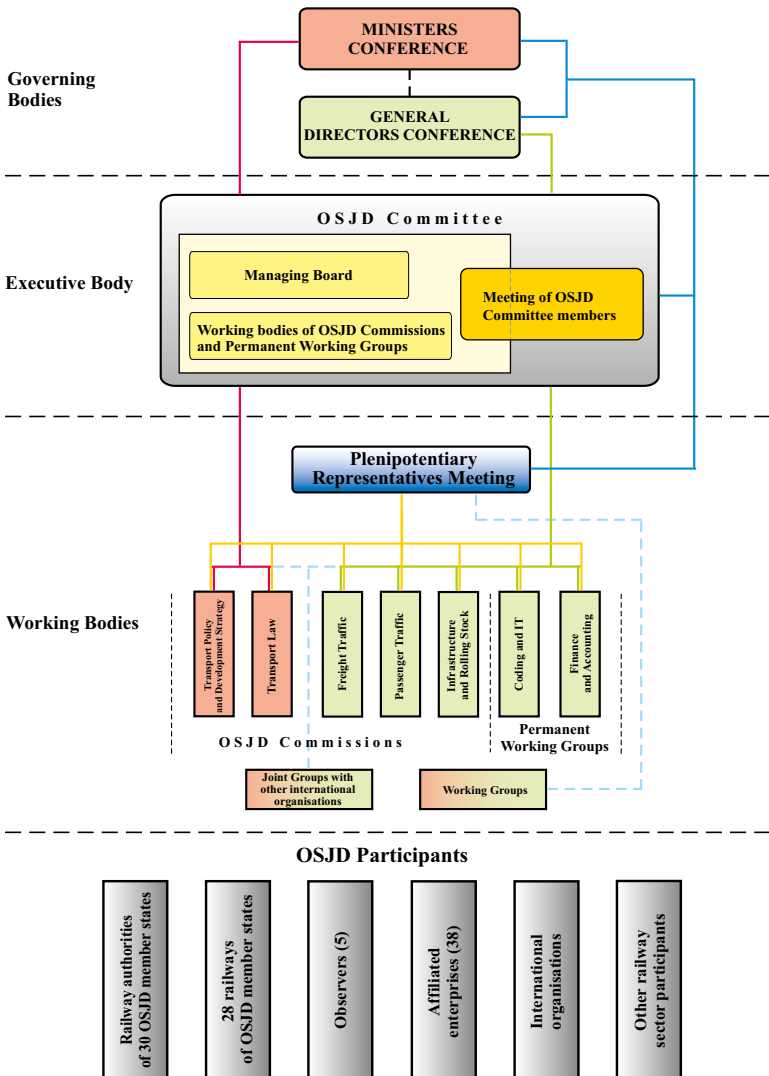 MINISTERS
CONFERENCE
Governing
Bodies
GENERAL
DIRECTORS CONFERENCE
OSJD Committee
Managing Board
Executive Body
Meeting of OSJD
Committee members
Working bodies of OSJD Commissions
and Permanent Working Groups
Plenipotentiary
Representatives Meeting
Working Bodies
Transport Policy
and Development Strategy
Transport Law
Freight Traffic
Passenger Traffic
Infrastructure
and Rolling Stock
Coding and IT
Finance
and Accounting
OSJD Commissions
Permanent
Working Groups
Joint Groups with
other international
organisations
Working Groups
OSJD Participants
Railway authorities
of 30 OSJD member states
28 railways
of OSJD member states
Observers (5)
Affiliated
enterprises (38)
International
organisations
Other railway
sector participants